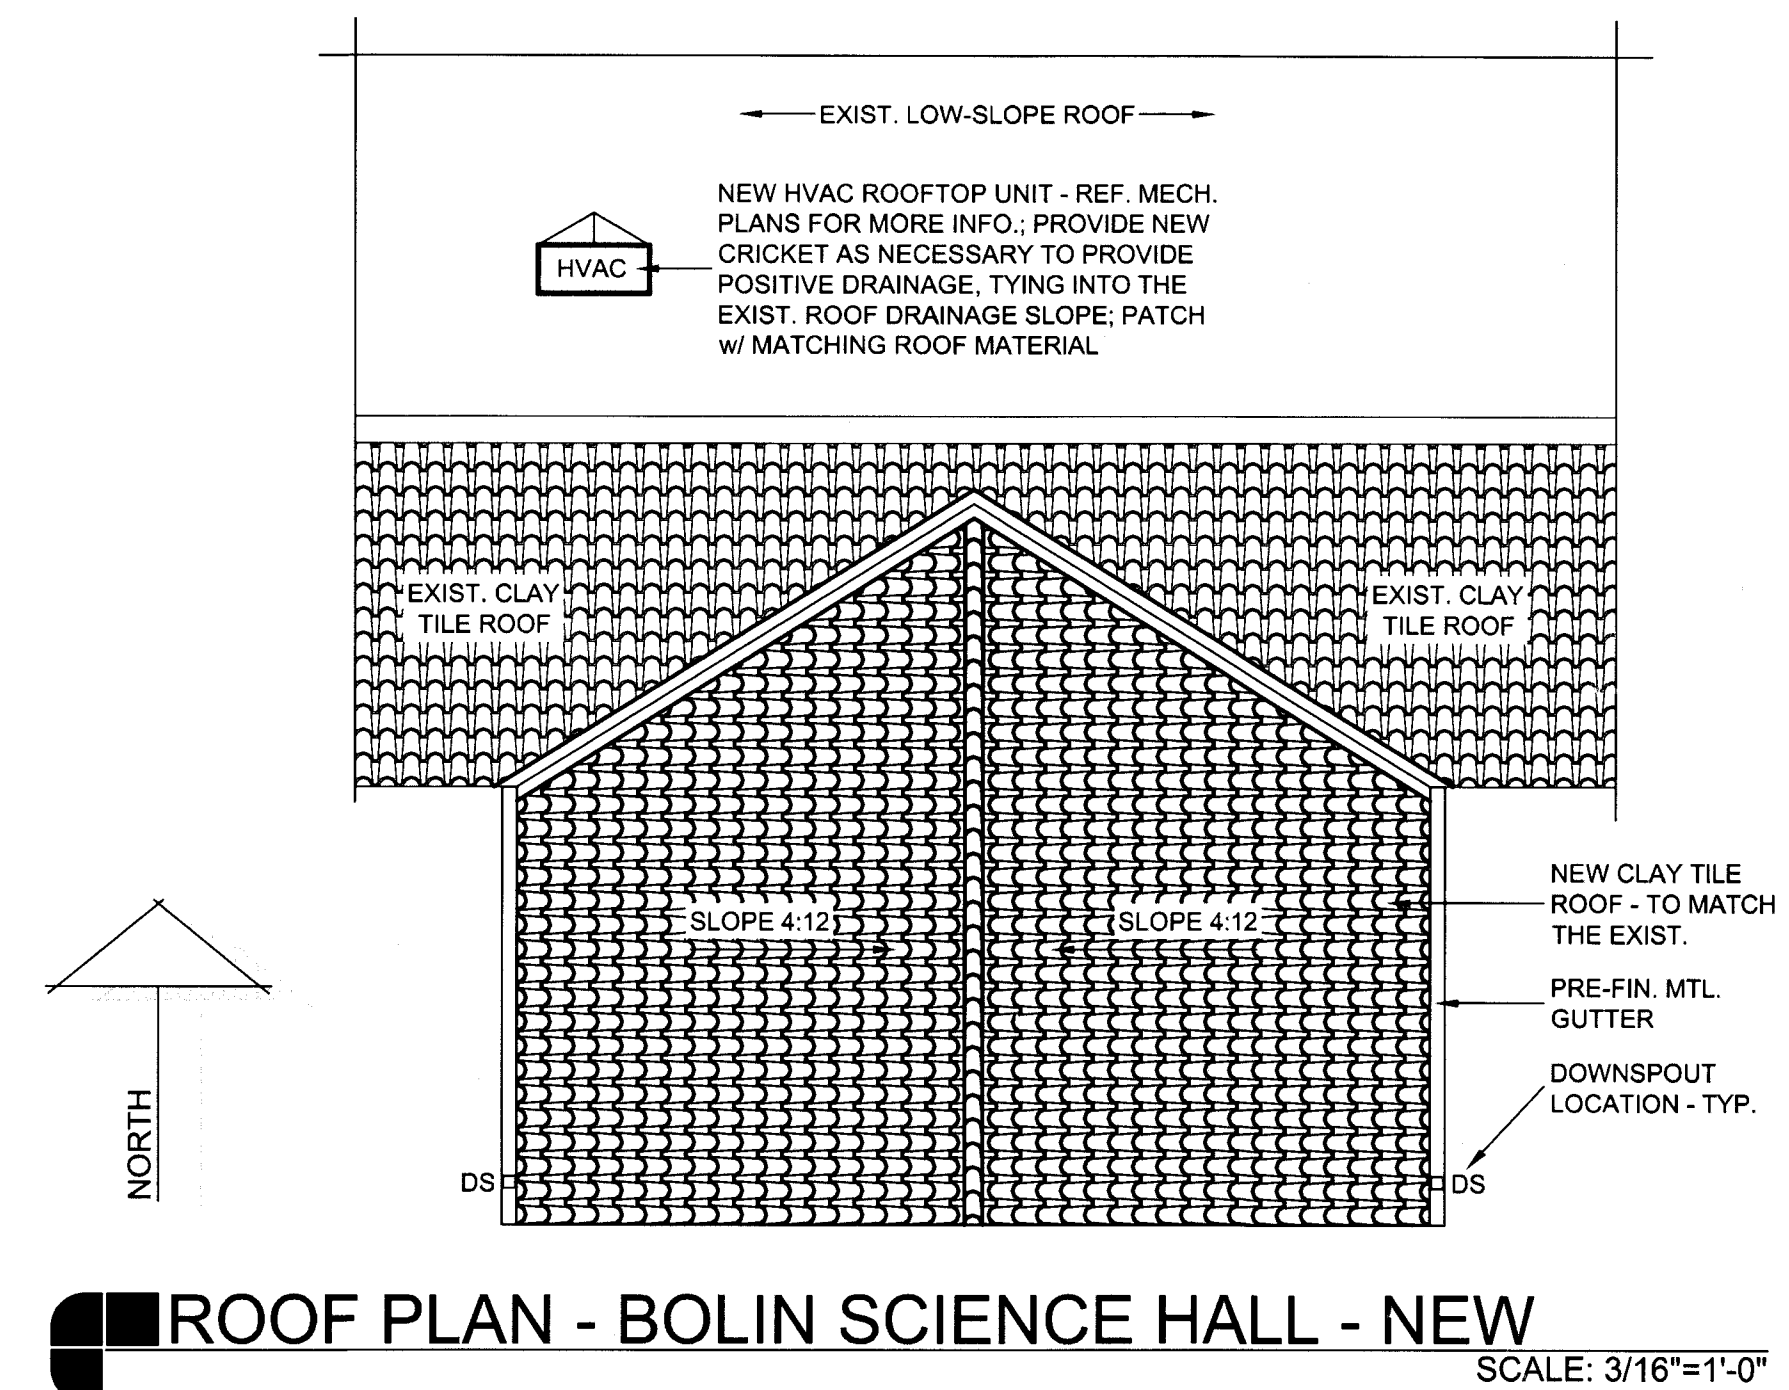 EXIST. LOW-SLOPE ROOF
NEW HVAC ROOFTOP UNIT - REF. MECH.
PLANS FOR MORE INFO.; PROVIDE NEW
CRICKET AS NECESSARY TO PROVIDE
POSITIVE DRAINAGE, TYING INTO THE
EXIST. ROOF DRAINAGE SLOPE; PATCH
w/ MATCHING ROOF MATERIAL
HVAC
EXIST. CLAY
TILE ROOF
EXIST. CLAY
TILE ROOF
SLOPE 4:12
SLOPE 4:12
NEW CLAY TILE
ROOF - TO MATCH
THE EXIST.
PRE-FIN. MTL.
GUTTER
DOWNSPOUT
LOCATION - TYP.
NORTH
DS
DS
ROOF PLAN - BOLIN SCIENCE HALL - NEW
SCALE: 3/16"=1'-0"